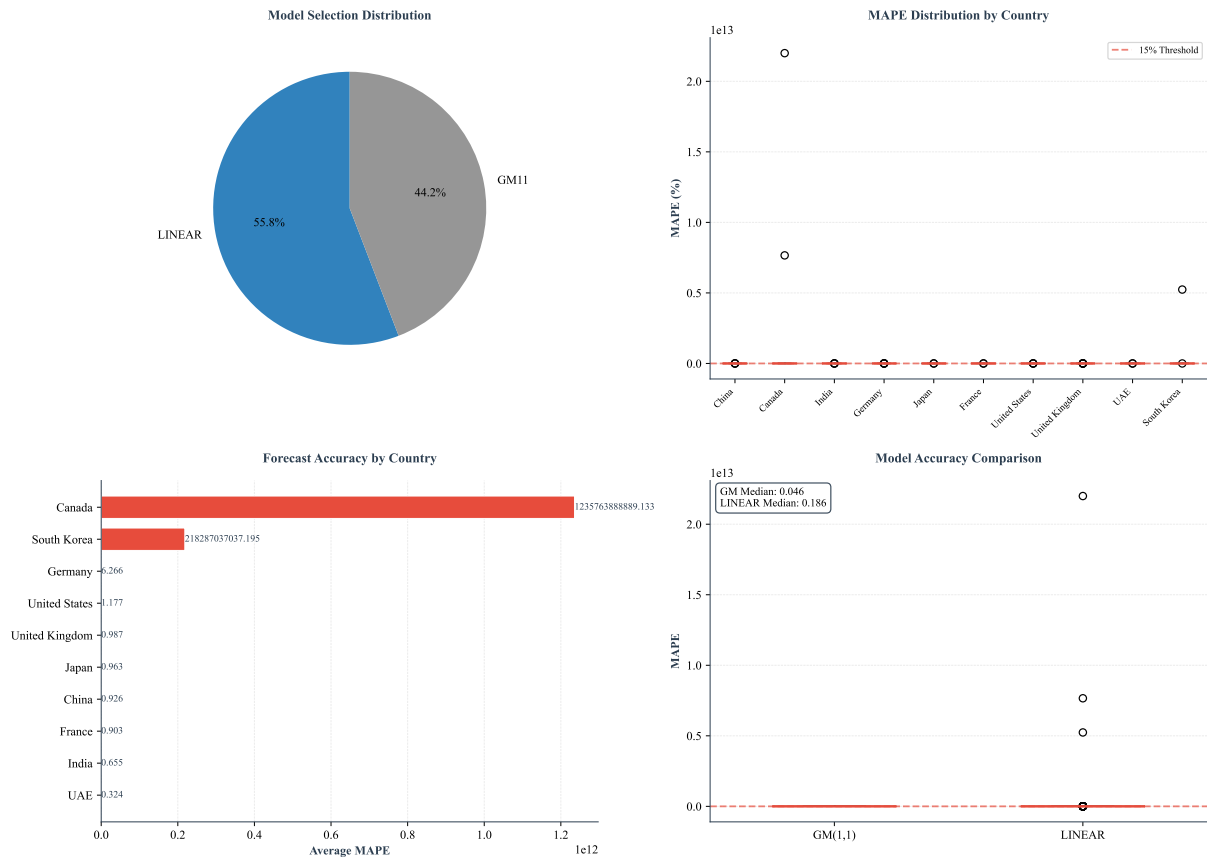 Model Selection Distribution
LINEAR
55.8%
44.2%
GM11
MAPE Distribution by Country
1e13
15% Threshold
MAPE (%)
2.0
1.5
1.0
0.5
0.0
China
Canada
India
Germany
Japan
France
United States
United Kingdom
UAE
South Korea
Forecast Accuracy by Country
Canada
1235763888889.133
South Korea
218287037037.195
Germany
6.266
United States
1.177
United Kingdom
0.987
Japan
0.963
China
0.926
France
0.903
India
0.655
UAE
0.324
0.0
0.2
0.4
0.6
0.8
1.0
1.2
1e12
Average MAPE
Model Accuracy Comparison
1e13
GM Median: 0.046
LINEAR Median: 0.186
MAPE
2.0
1.5
1.0
0.5
0.0
GM(1,1)
LINEAR